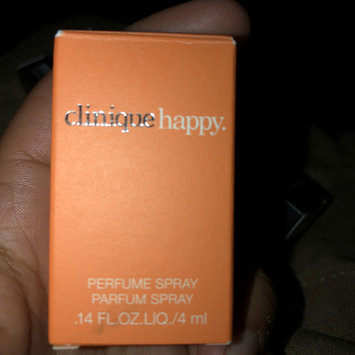 clinique happy.
PERFUME SPRAY
PARFUM SPRAY
.14 FL.OZ.LIQ./4 ml